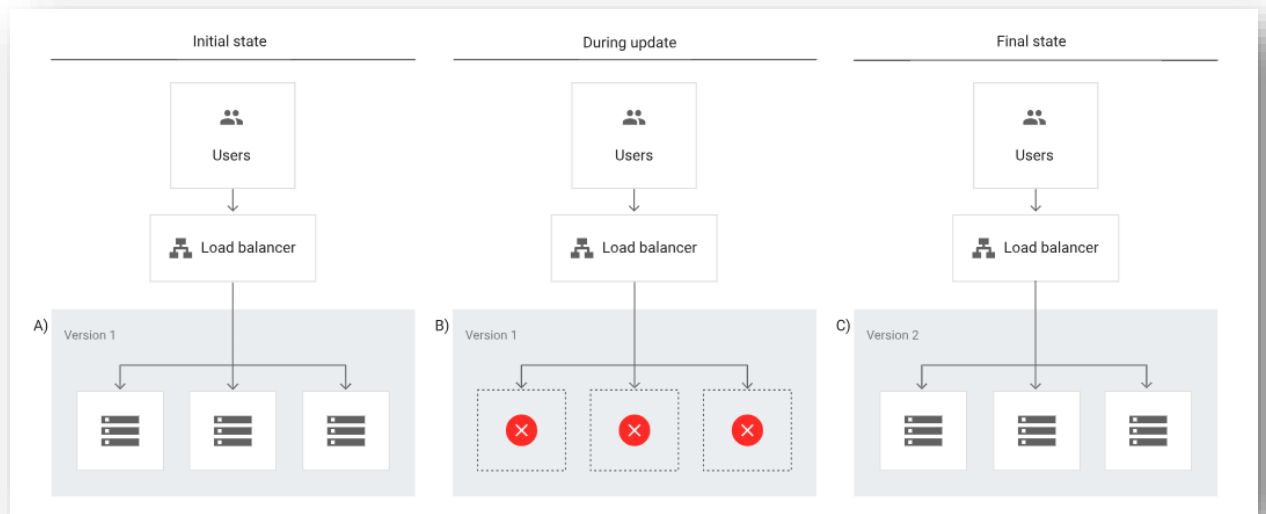 Initial state
During update
Final state
Users
Users
Users
Load balancer
Load balancer
Load balancer
A)
Version 1
B)
Version 1
C)
Version 2